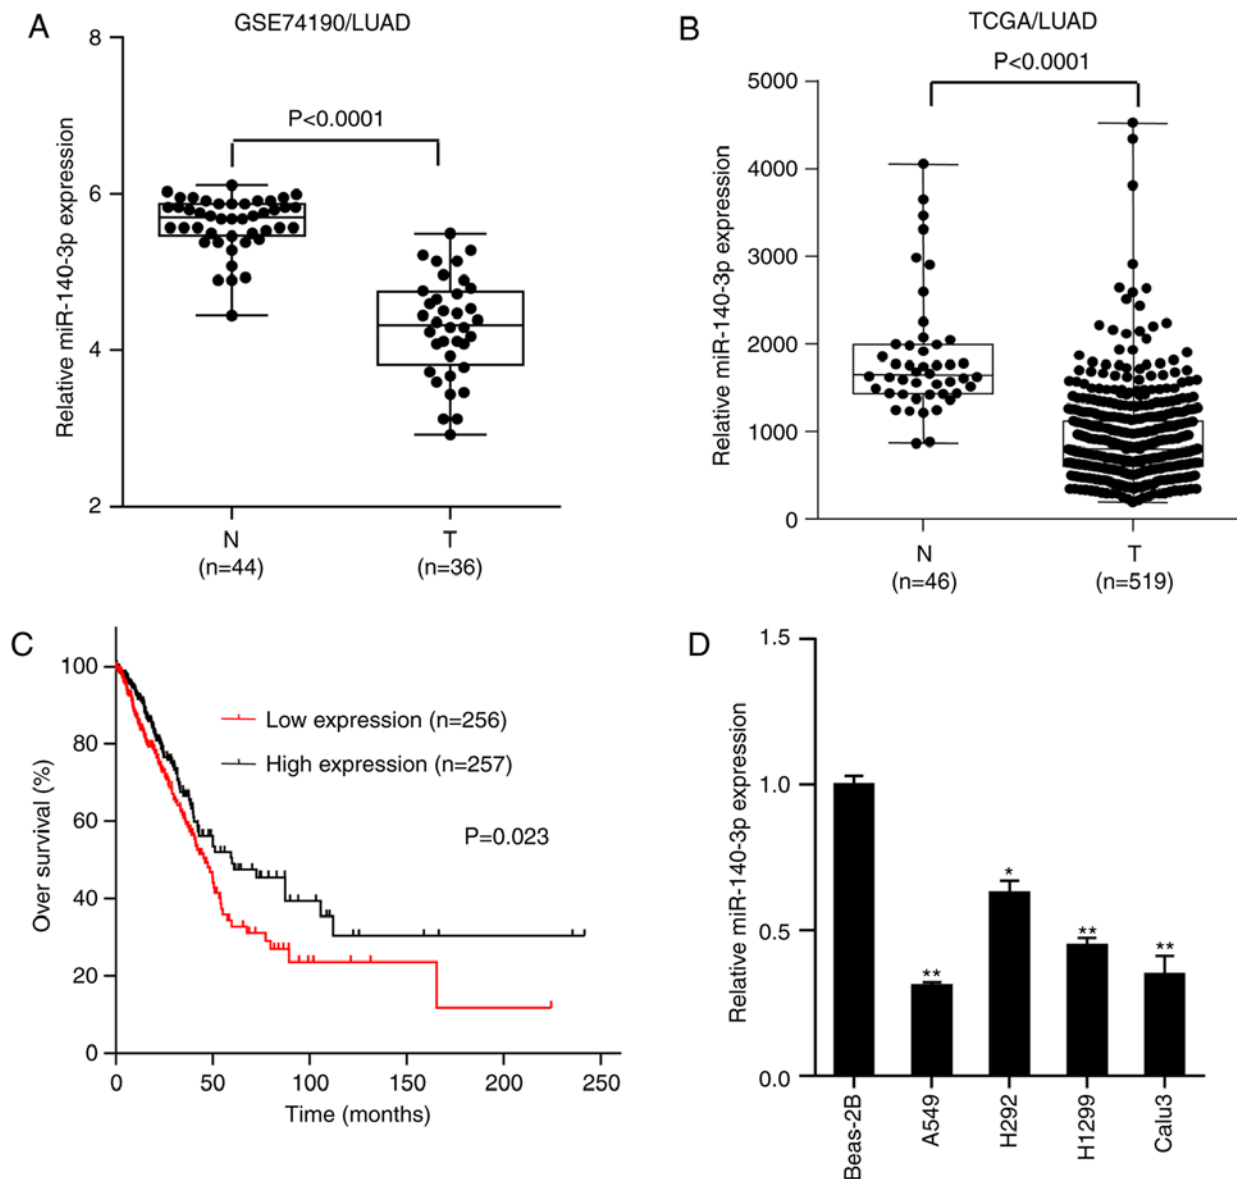 A
GSE74190/LUAD
P<0.0001
Relative miR-140-3p expression
8
6
4
2
N
(n=44)
T
(n=36)
B
TCGA/LUAD
P<0.0001
Relative miR-140-3p expression
5000
4000
3000
2000
1000
0
N
(n=46)
T
(n=519)
C
Over survival (%)
100
80
60
40
20
0
Low expression (n=256)
High expression (n=257)
P=0.023
0
50
100
150
200
250
Time (months)
D
Relative miR-140-3p expression
1.5
1.0
0.5
0.0
**
*
**
**
Beas-2B
A549
H292
H1299
Calu3